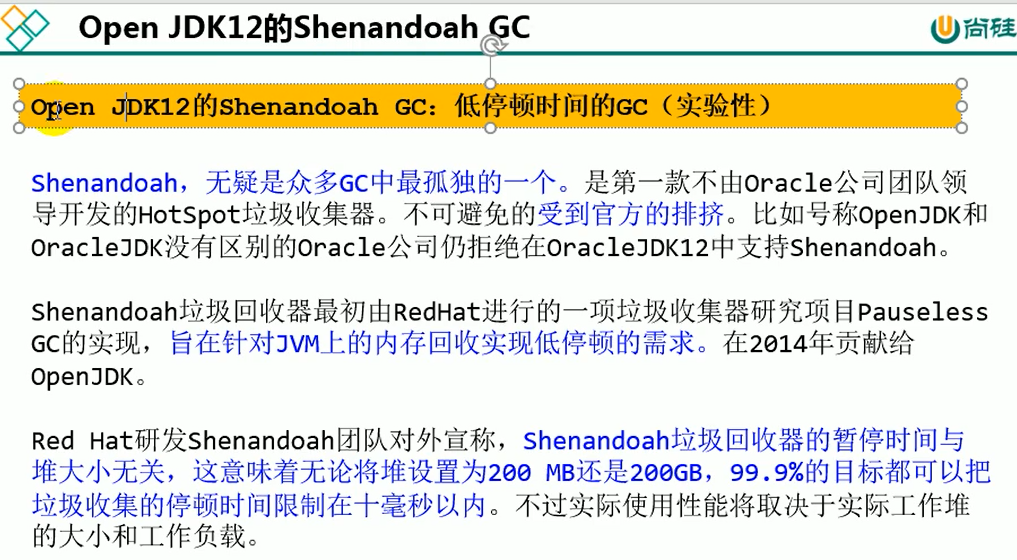 Open JDK12的Shenandoah GC
尚硅
Open JDK12的Shenandoah GC：低停顿时间的GC（实验性）
Shenandoah，无疑是众多GC中最孤独的一个。是第一款不由Oracle公司团队领
导开发的HotSpot垃圾收集器。不可避免的受到官方的排挤。比如号称OpenJDK和
OracleJDK没有区别的Oracle公司仍拒绝在OracleJDK12中支持Shenandoah。
Shenandoah垃圾回收器最初由RedHat进行的一项垃圾收集器研究项目Pauseless
GC的实现，旨在针对JVM上的内存回收实现低停顿的需求。在2014年贡献给
OpenJDK。
Red Hat研发Shenandoah团队对外宣称，Shenandoah垃圾回收器的暂停时间与
堆大小无关，这意味着无论将堆设置为200 MB还是200GB，99.9%的目标都可以把
垃圾收集的停顿时间限制在十毫秒以内。不过实际使用性能将取决于实际工作堆
的大小和工作负载。